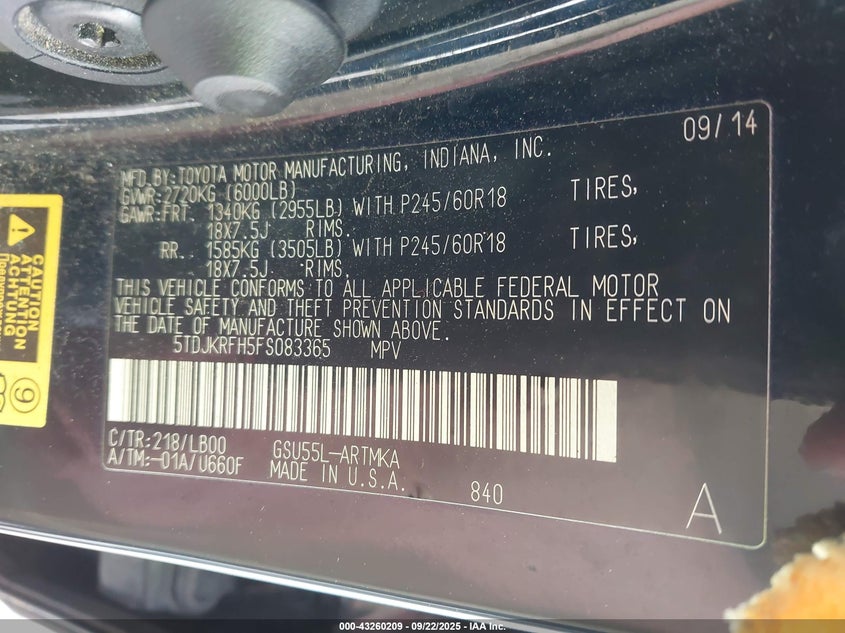 09/14
MFD.BY:TOYOTA MOTOR MANUFACTURING, INDIANA, INC.
GVWR:2720KG (6000LB)
GAWR:FRT. 1340KG (2955LB) WITH P245/60R18 TIRES,
18X7.5J RIMS.
RR. 1585KG (3505LB) WITH P245/60R18 TIRES,
18X7.5J RIMS.
THIS VEHICLE CONFORMS TO ALL APPLICABLE FEDERAL MOTOR
VEHICLE SAFETY AND THEFT PREVENTION STANDARDS IN EFFECT ON
THE DATE OF MANUFACTURE SHOWN ABOVE.
5TDJKRFH5FS083365 MPV
C/TR:218/LB00 GSU55L-ARTMKA
A/TM:-01A/U660F MADE IN U.S.A. 840
A
CAUTION
ATTENTION
ACHTUNG
9
000-43260209 - 09/22/2025 - IAA Inc.